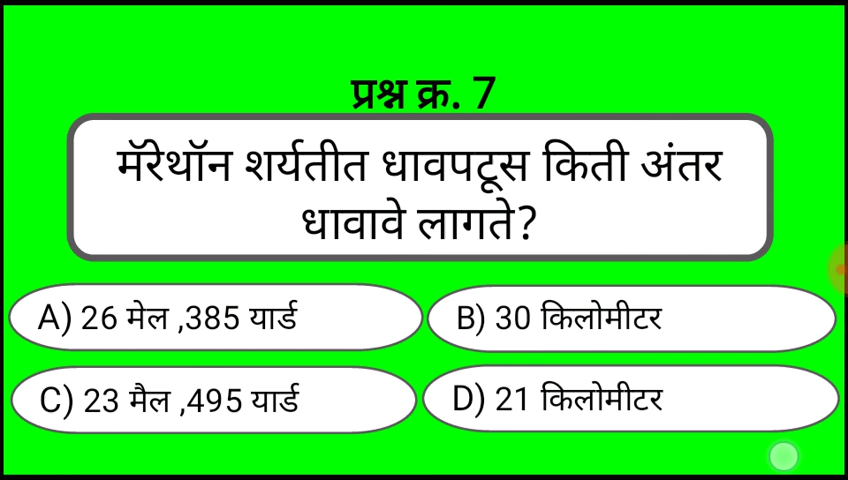 प्रश्न क्र. 7
मॅरेथॉन शर्यतीत धावपटूस किती अंतर
धावावे लागते?
A) 26 मेल ,385 यार्ड
B) 30 किलोमीटर
C) 23 मैल ,495 यार्ड
D) 21 किलोमीटर